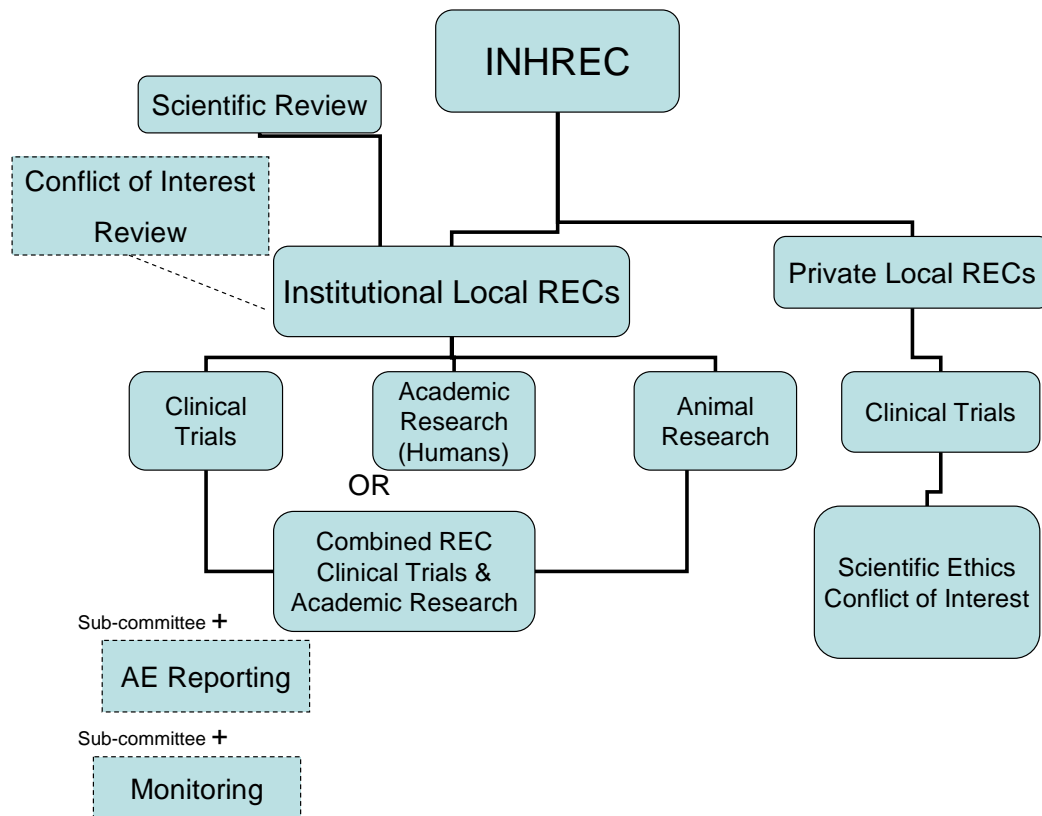 INHREC
Scientific Review
Conflict of Interest
Review
Institutional Local RECs
Private Local RECs
Clinical
Trials
Academic
Research
(Humans)
Animal
Research
Clinical Trials
OR
Combined REC
Clinical Trials &
Academic Research
Scientific Ethics
Conflict of Interest
Sub-committee +
AE Reporting
Sub-committee +
Monitoring